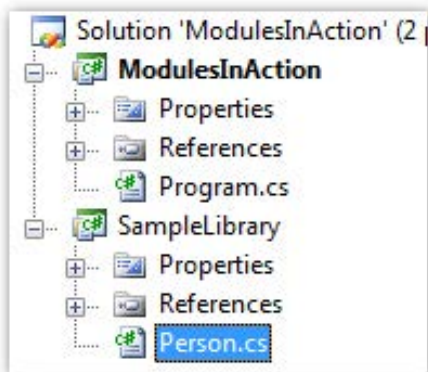 Solution 'ModulesInAction' (2
ModulesInAction
Properties
References
Program.cs
SampleLibrary
Properties
References
Person.cs